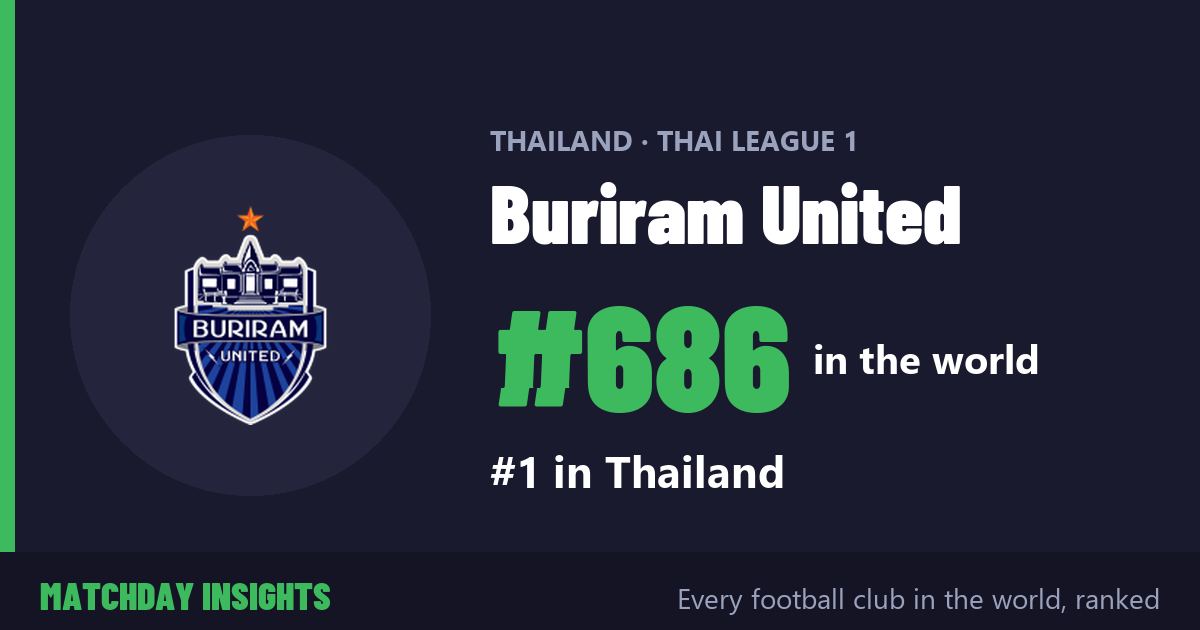 THAILAND · THAI LEAGUE 1
Buriram United
BURIRAM
UNITED
#686 in the world
#1 in Thailand
MATCHDAY INSIGHTS
Every football club in the world, ranked